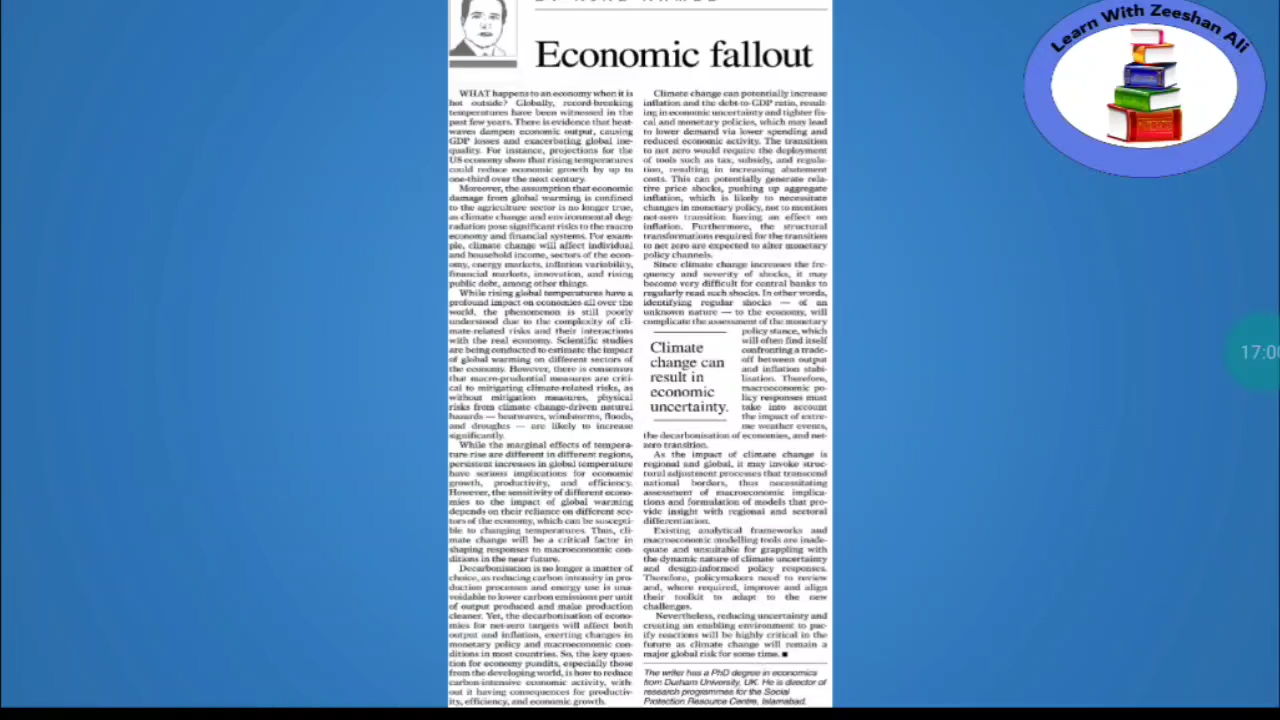 Learn With Zeeshan Ali
Economic fallout
WHAT happens to an economy when it is
hot outside? Globally, record-breaking
temperatures have been witnessed in the
past few years. There is evidence that heat-
waves dampen economic output, causing
GDP losses and exacerbating global ine-
quality. For instance, projections for the
US economy show that rising temperatures
could reduce economic growth by up to
one-third over the next century.
Moreover, the assumption that economic
damage from global warming is confined
to the agriculture sector is no longer true,
as climate change and environmental deg-
radation pose significant risks to the macro
economy and financial systems. For exam-
ple, climate change will affect individual
and household income, sectors of the econ-
omy, energy markets, inflation variability,
financial markets, innovation, and rising
public debt, among other things.
While rising global temperatures have a
profound impact on economies all over the
world, the phenomenon is still poorly
understood due to the complexity of cli-
mate-related risks and their interactions
with the real economy. Scientific studies
are being conducted to estimate the impact
of global warming on different sectors of
the economy. However, there is consensus
that macro-prudential measures are criti-
cal to mitigating climate-related risks, as
without mitigation measures, physical
risks from climate change-driven natural
hazards — heatwaves, windstorms, floods,
and droughts — are likely to increase
significantly.
While the marginal effects of tempera-
ture rise are different in different regions,
persistent increases in global temperature
have serious implications for economic
growth, productivity, and efficiency.
However, the sensitivity of different econo-
mies to the impact of global warming
depends on their reliance on different sec-
tors of the economy, which can be suscepti-
ble to changing temperatures. Thus, cli-
mate change will be a critical factor in
shaping responses to macroeconomic con-
ditions in the near future.
Decarbonisation is no longer a matter of
choice, as reducing carbon intensity in pro-
duction processes and energy use is una-
voidable to lower carbon emissions per unit
of output produced and make production
cleaner. Yet, the decarbonisation of econo-
mies for net-zero targets will affect both
output and inflation, exerting changes in
monetary policy and macroeconomic con-
ditions in most countries. So, the key ques-
tion for economy pundits, especially those
from the developing world, is how to reduce
carbon-intensive economic activity, with-
out it having consequences for productiv-
ity, efficiency, and economic growth.
Climate change can potentially increase
inflation and the debt-to-GDP ratio, result-
ing in economic uncertainty and tighter fis-
cal and monetary policies, which may lead
to lower demand via lower spending and
reduced economic activity. The transition
to net zero would require the deployment
of tools such as tax, subsidy, and regula-
tion, resulting in increasing abatement
costs. This can potentially generate rela-
tive price shocks, pushing up aggregate
inflation, which is likely to necessitate
changes in monetary policy, not to mention
net-zero transition having an effect on
inflation. Furthermore, the structural
transformations required for the transition
to net zero are expected to alter monetary
policy channels.
Since climate change increases the fre-
quency and severity of shocks, it may
become very difficult for central banks to
regularly read such shocks. In other words,
identifying regular shocks — of an
unknown nature — to the economy, will
complicate the assessment of the monetary
policy stance, which
will often find itself
confronting a trade-
off between output
and inflation stabi-
lisation. Therefore,
macroeconomic po-
licy responses must
take into account
the impact of extre-
me weather events,
the decarbonisation of economies, and net-
zero transition.
Climate
change can
result in
economic
uncertainty.
As the impact of climate change is
regional and global, it may invoke struc-
tural adjustment processes that transcend
national borders, thus necessitating
assessment of macroeconomic implica-
tions and formulation of models that pro-
vide insight with regional and sectoral
differentiation.
Existing analytical frameworks and
macroeconomic modelling tools are inade-
quate and unsuitable for grappling with
the dynamic nature of climate uncertainty
and design-informed policy responses.
Therefore, policymakers need to review
and, where required, improve and align
their toolkit to adapt to the new
challenges.
Nevertheless, reducing uncertainty and
creating an enabling environment to pac-
ify reactions will be highly critical in the
future as climate change will remain a
major global risk for some time. ■
The writer has a PhD degree in economics
from Durham University, UK. He is director of
research programmes for the Social
Protection Resource Centre, Islamabad.
17:0